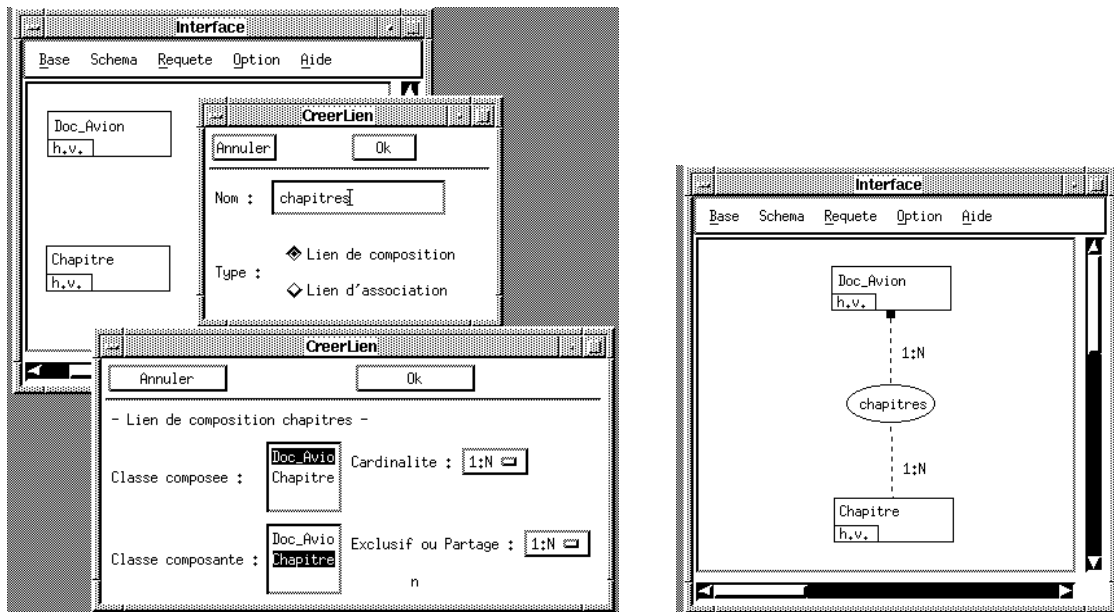 Interface
Base Schema Requete Option Aide
Doc_Avion
h.v.
Chapitre
h.v.
CreerLien
Annuler Ok
Nom : chapitres
Type :
Lien de composition
Lien d'association
CreerLien
Annuler Ok
- Lien de composition chapitres -
Classe composee :
Doc_Avio
Chapitre
Cardinalite : 1:N
Classe composante :
Doc_Avio
Chapitre
Exclusif ou Partage : 1:N
n
Interface
Base Schema Requete Option Aide
Doc_Avion
h.v.
1:N
chapitres
1:N
Chapitre
h.v.